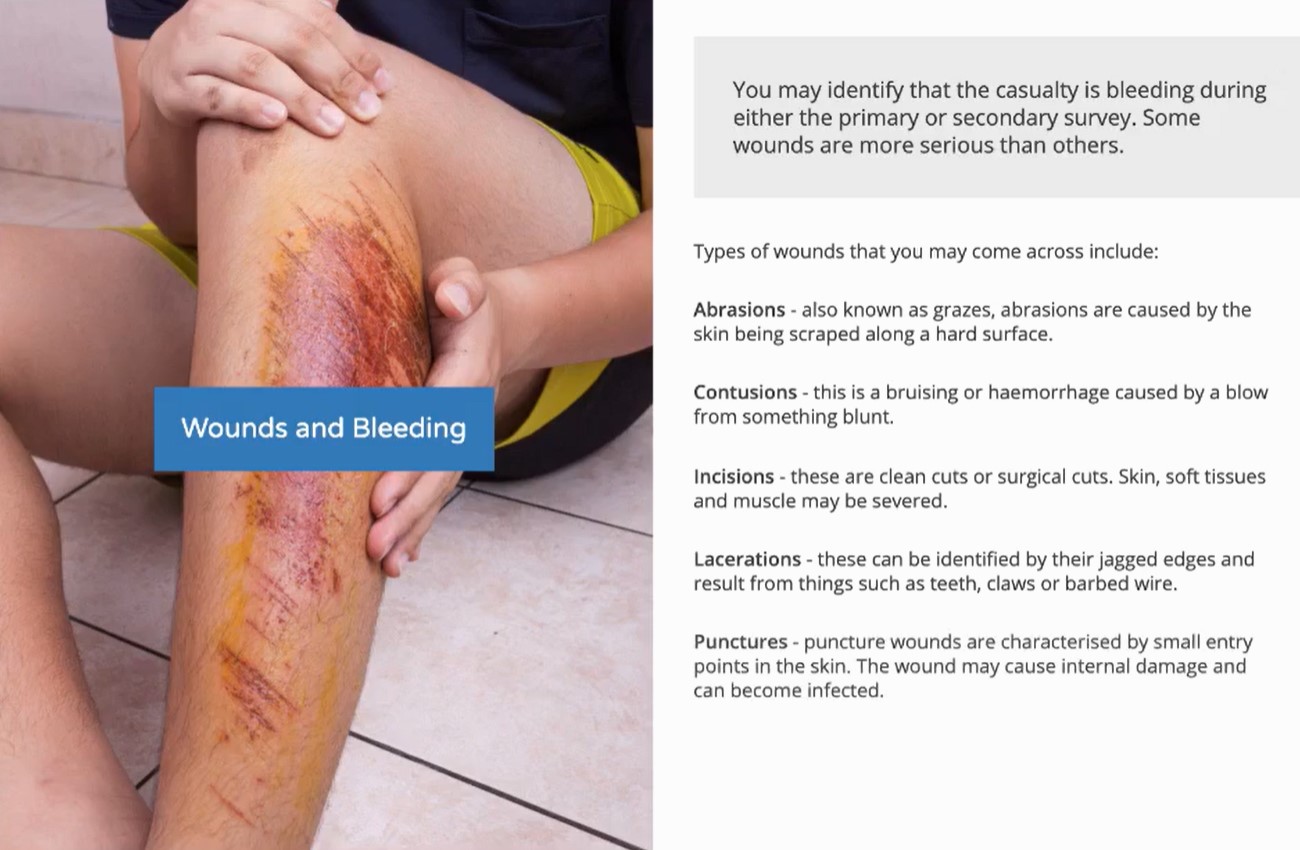 Wounds and Bleeding
You may identify that the casualty is bleeding during
either the primary or secondary survey. Some
wounds are more serious than others.
Types of wounds that you may come across include:
Abrasions - also known as grazes, abrasions are caused by the
skin being scraped along a hard surface.
Contusions - this is a bruising or haemorrhage caused by a blow
from something blunt.
Incisions - these are clean cuts or surgical cuts. Skin, soft tissues
and muscle may be severed.
Lacerations - these can be identified by their jagged edges and
result from things such as teeth, claws or barbed wire.
Punctures - puncture wounds are characterised by small entry
points in the skin. The wound may cause internal damage and
can become infected.